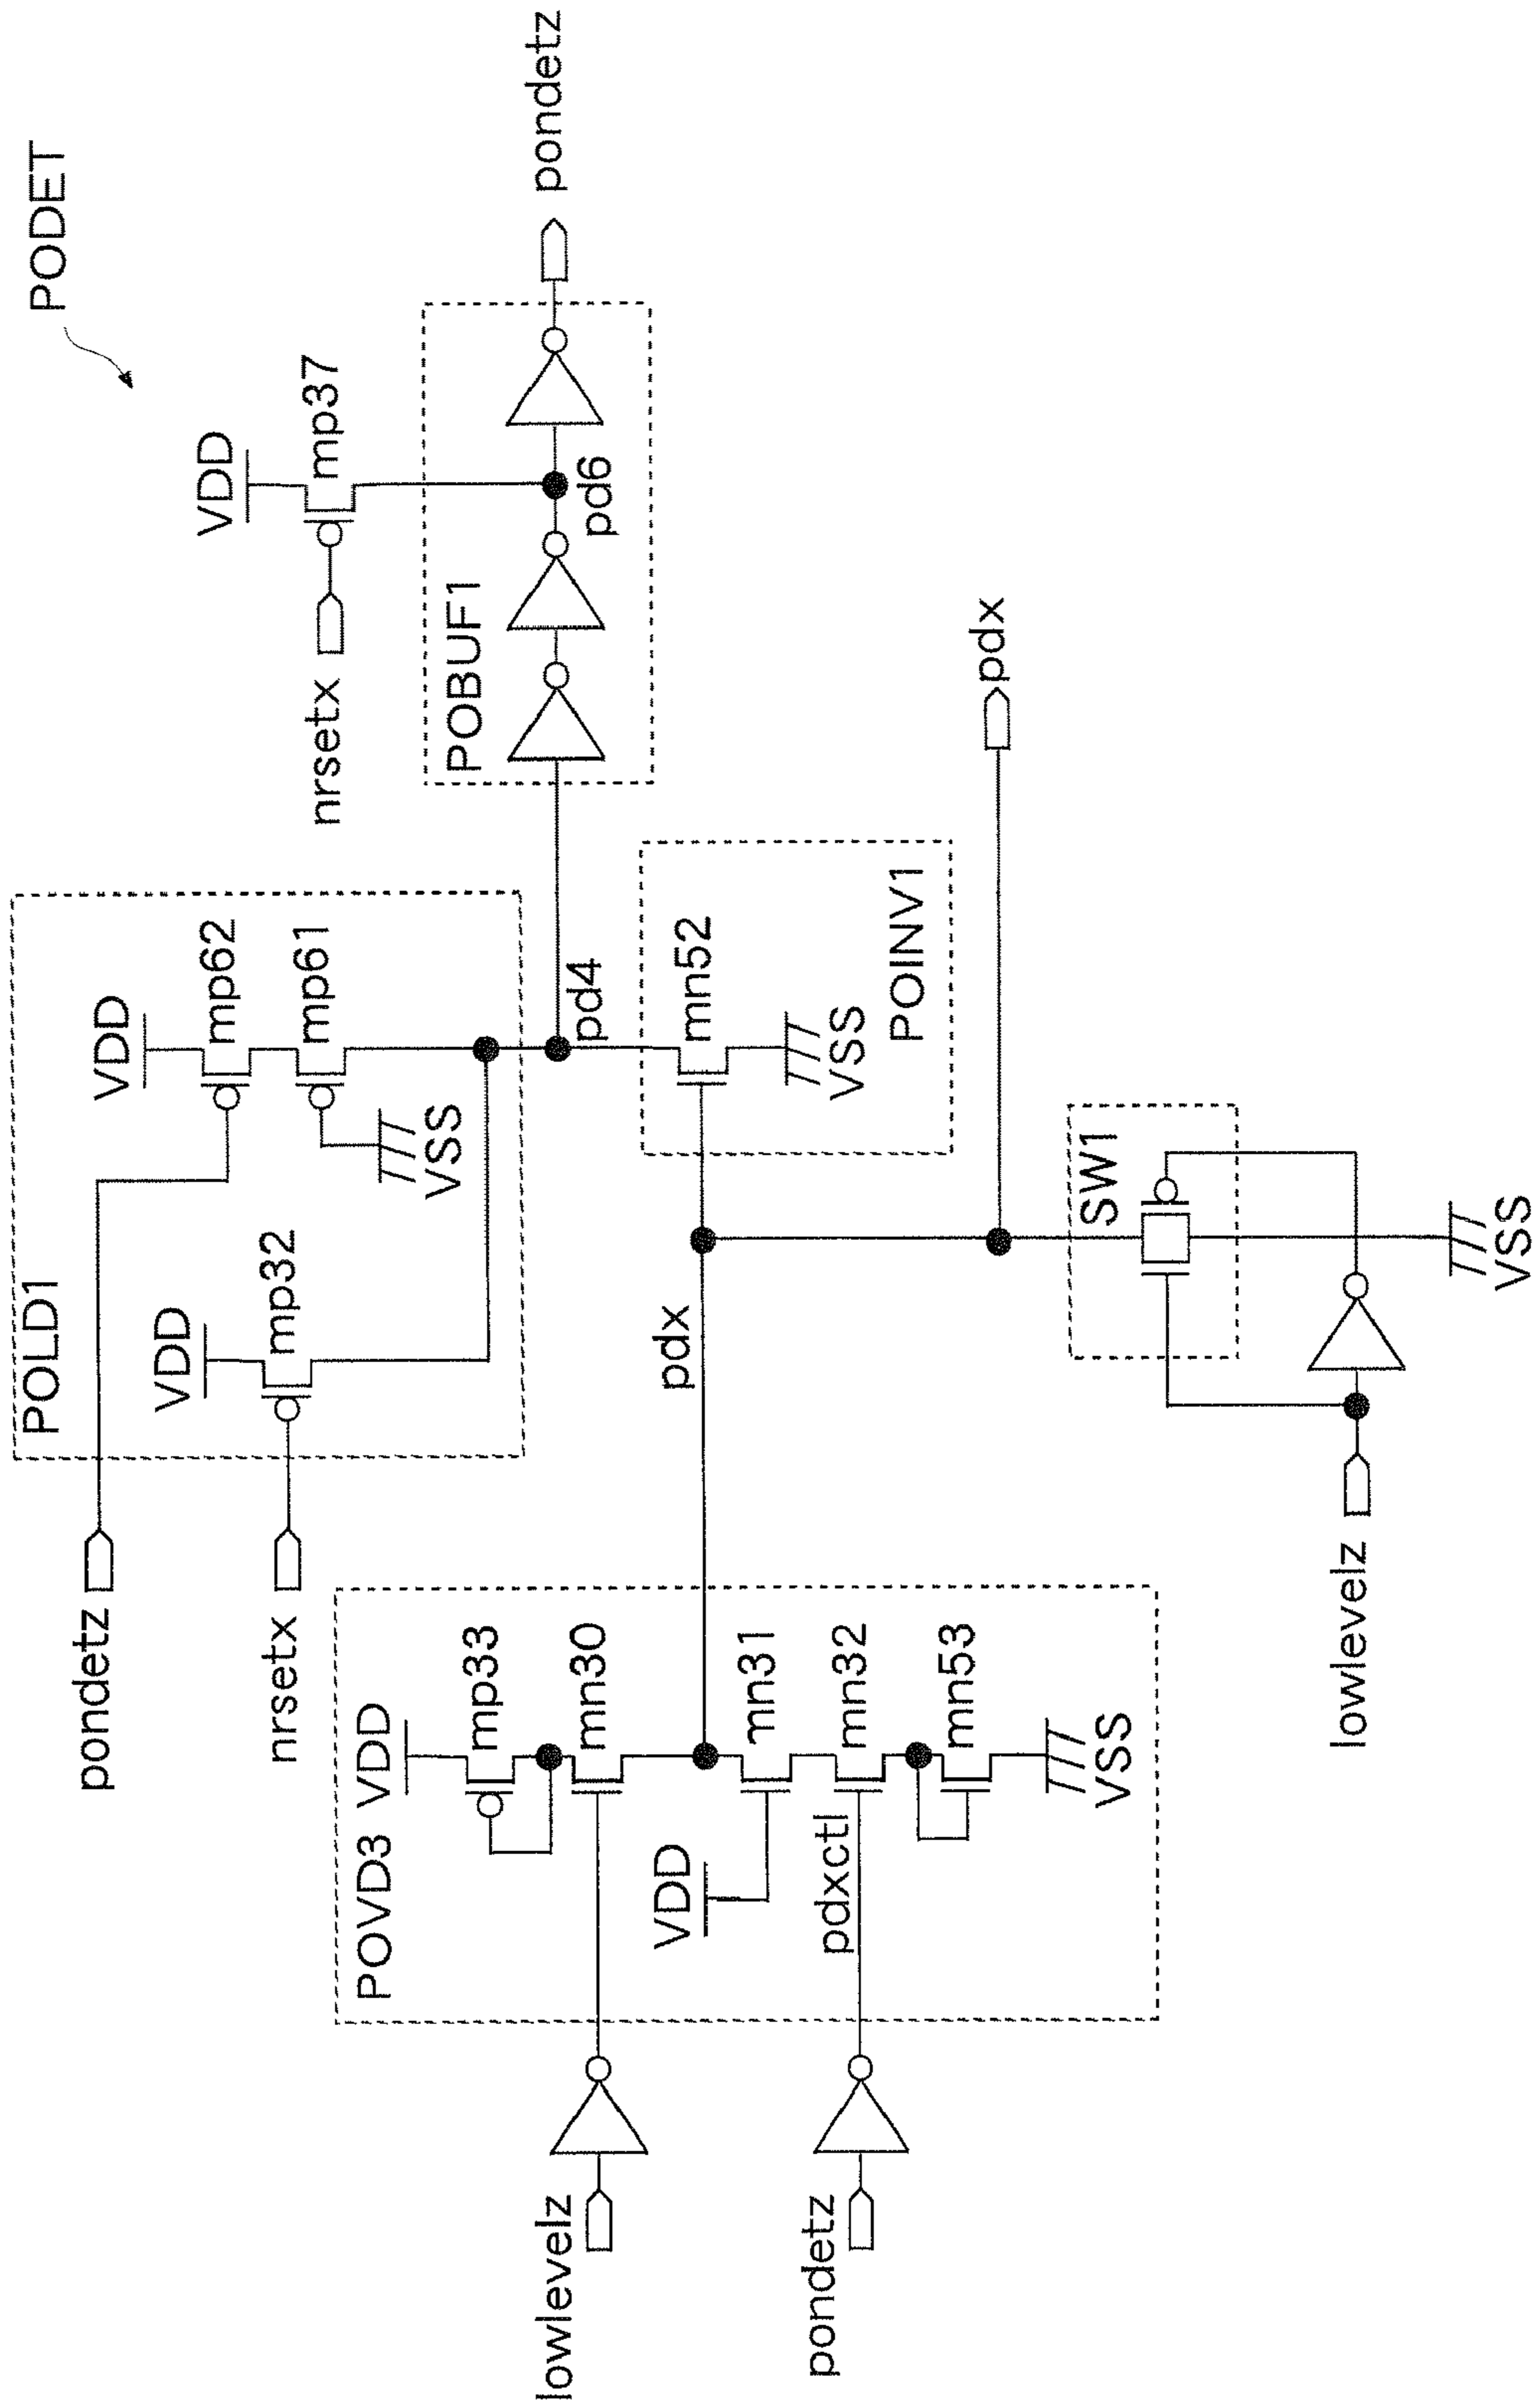 PODET
POLD1
VDD
mp62
mp61
VSS
VDD
mp32
pondetz
nrsetx
VDD
mp37
nrsetx
POBUF1
pd6
pondetz
pd4
mn52
VSS
POINV1
pdx
pdx
POVD3
VDD
mp33
mn30
VDD
mn31
pdxctl
mn32
mn53
VSS
lowlevelz
pondetz
SW1
lowlevelz
VSS